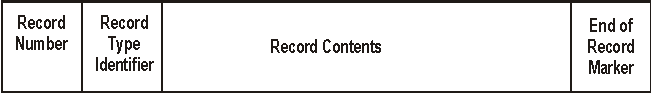 Record
Number
Record
Type
Identifier
Record Contents
End of
Record
Marker